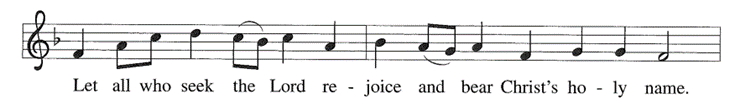 Let all who seek the Lord re - joice and bear Christ's ho - ly name.